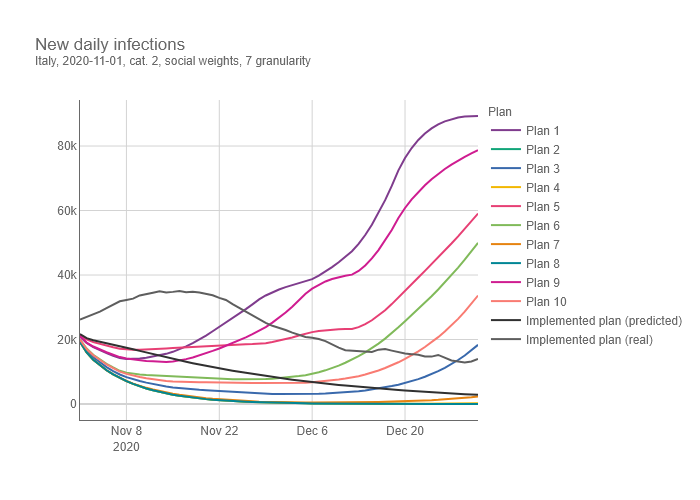 New daily infections
Italy, 2020-11-01, cat. 2, social weights, 7 granularity
Plan
Plan 1
Plan 2
Plan 3
Plan 4
Plan 5
Plan 6
Plan 7
Plan 8
Plan 9
Plan 10
Implemented plan (predicted)
Implemented plan (real)
80k
60k
40k
20k
0
Nov 8 Nov 22 Dec 6 Dec 20
2020